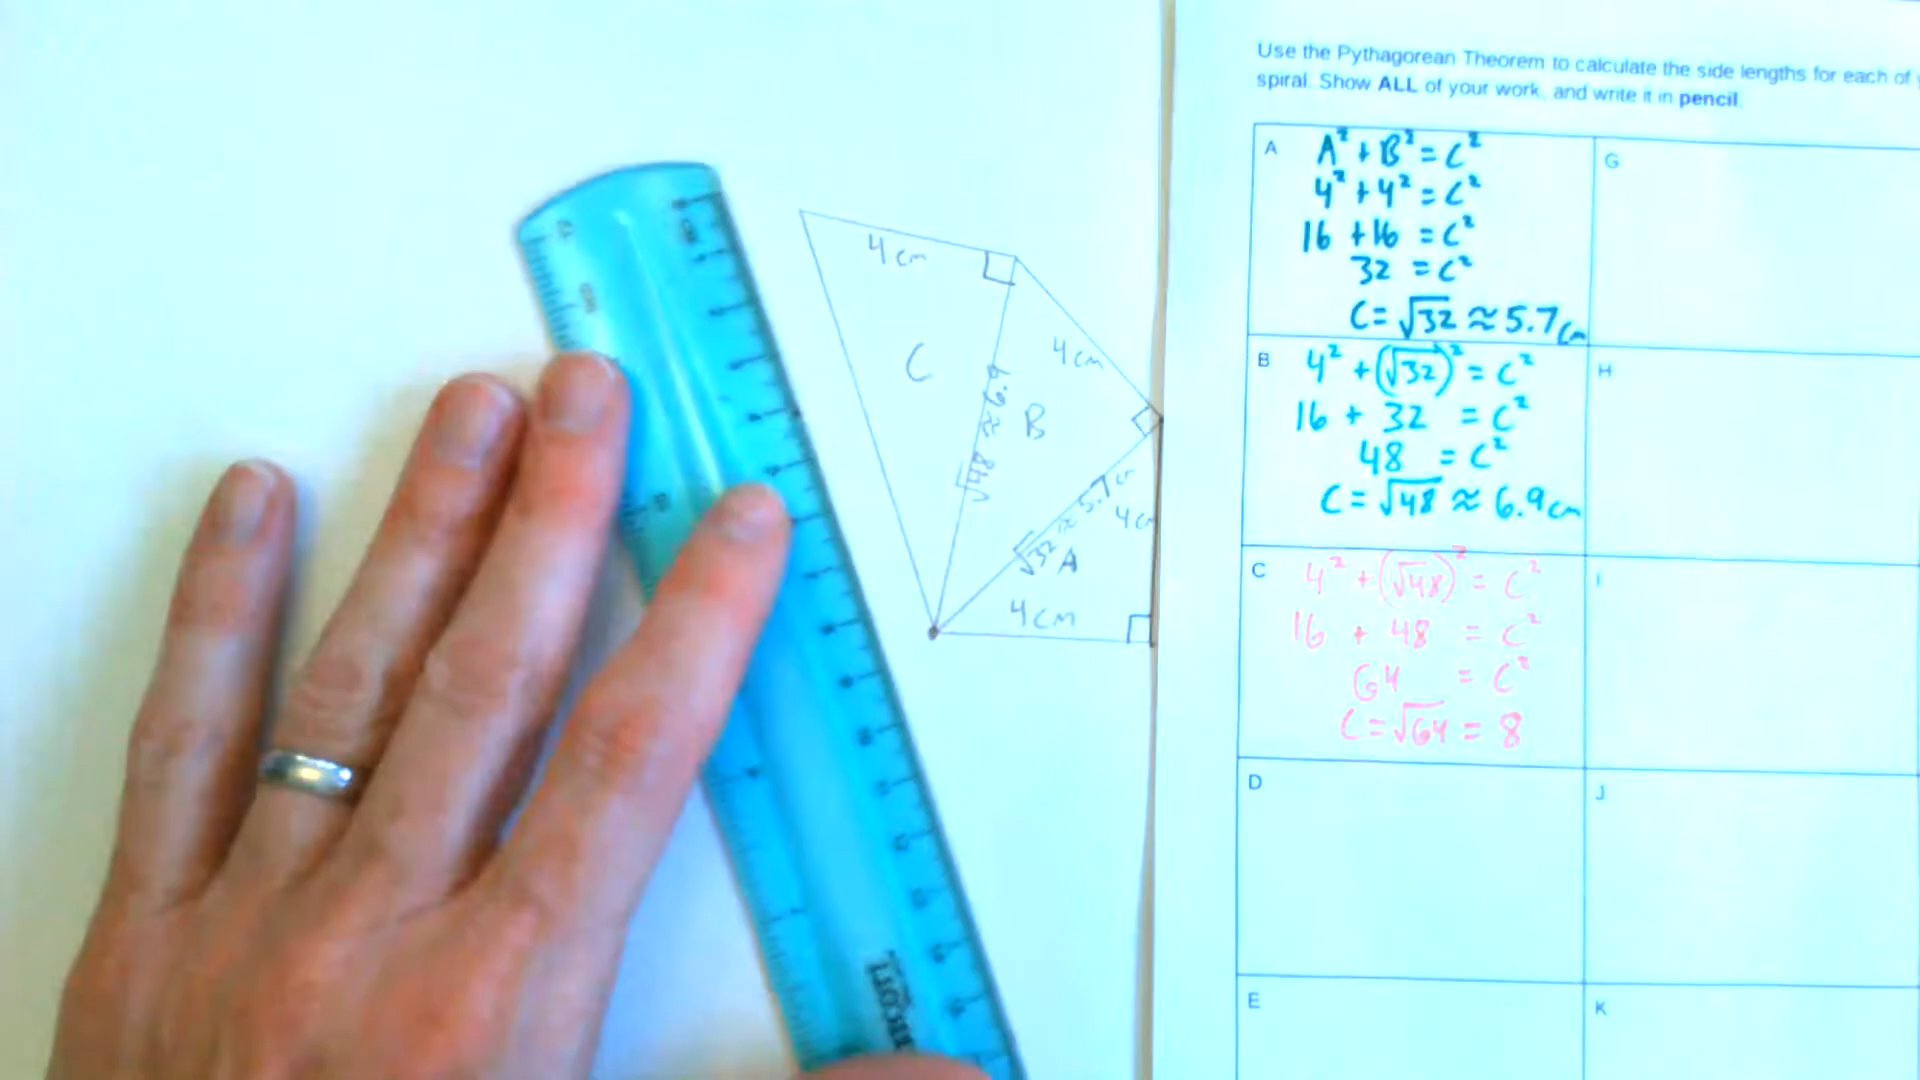 Use the Pythagorean Theorem to calculate the side lengths for each of
spiral. Show ALL of your work, and write it in pencil.
A
A² + B² = C²
4² + 4² = C²
16 + 16 = C²
32 = C²
C = √32 ≈ 5.7cm
B
4² + (√32)² = C²
16 + 32 = C²
48 = C²
C = √48 ≈ 6.9cm
C
4² + (√48)² = C²
16 + 48 = C²
64 = C²
C = √64 = 8
D
E
G
H
I
J
K
4cm
C
4cm
√48 ≈ 6.9
B
√32 ≈ 5.7cm
4cm
A
4cm